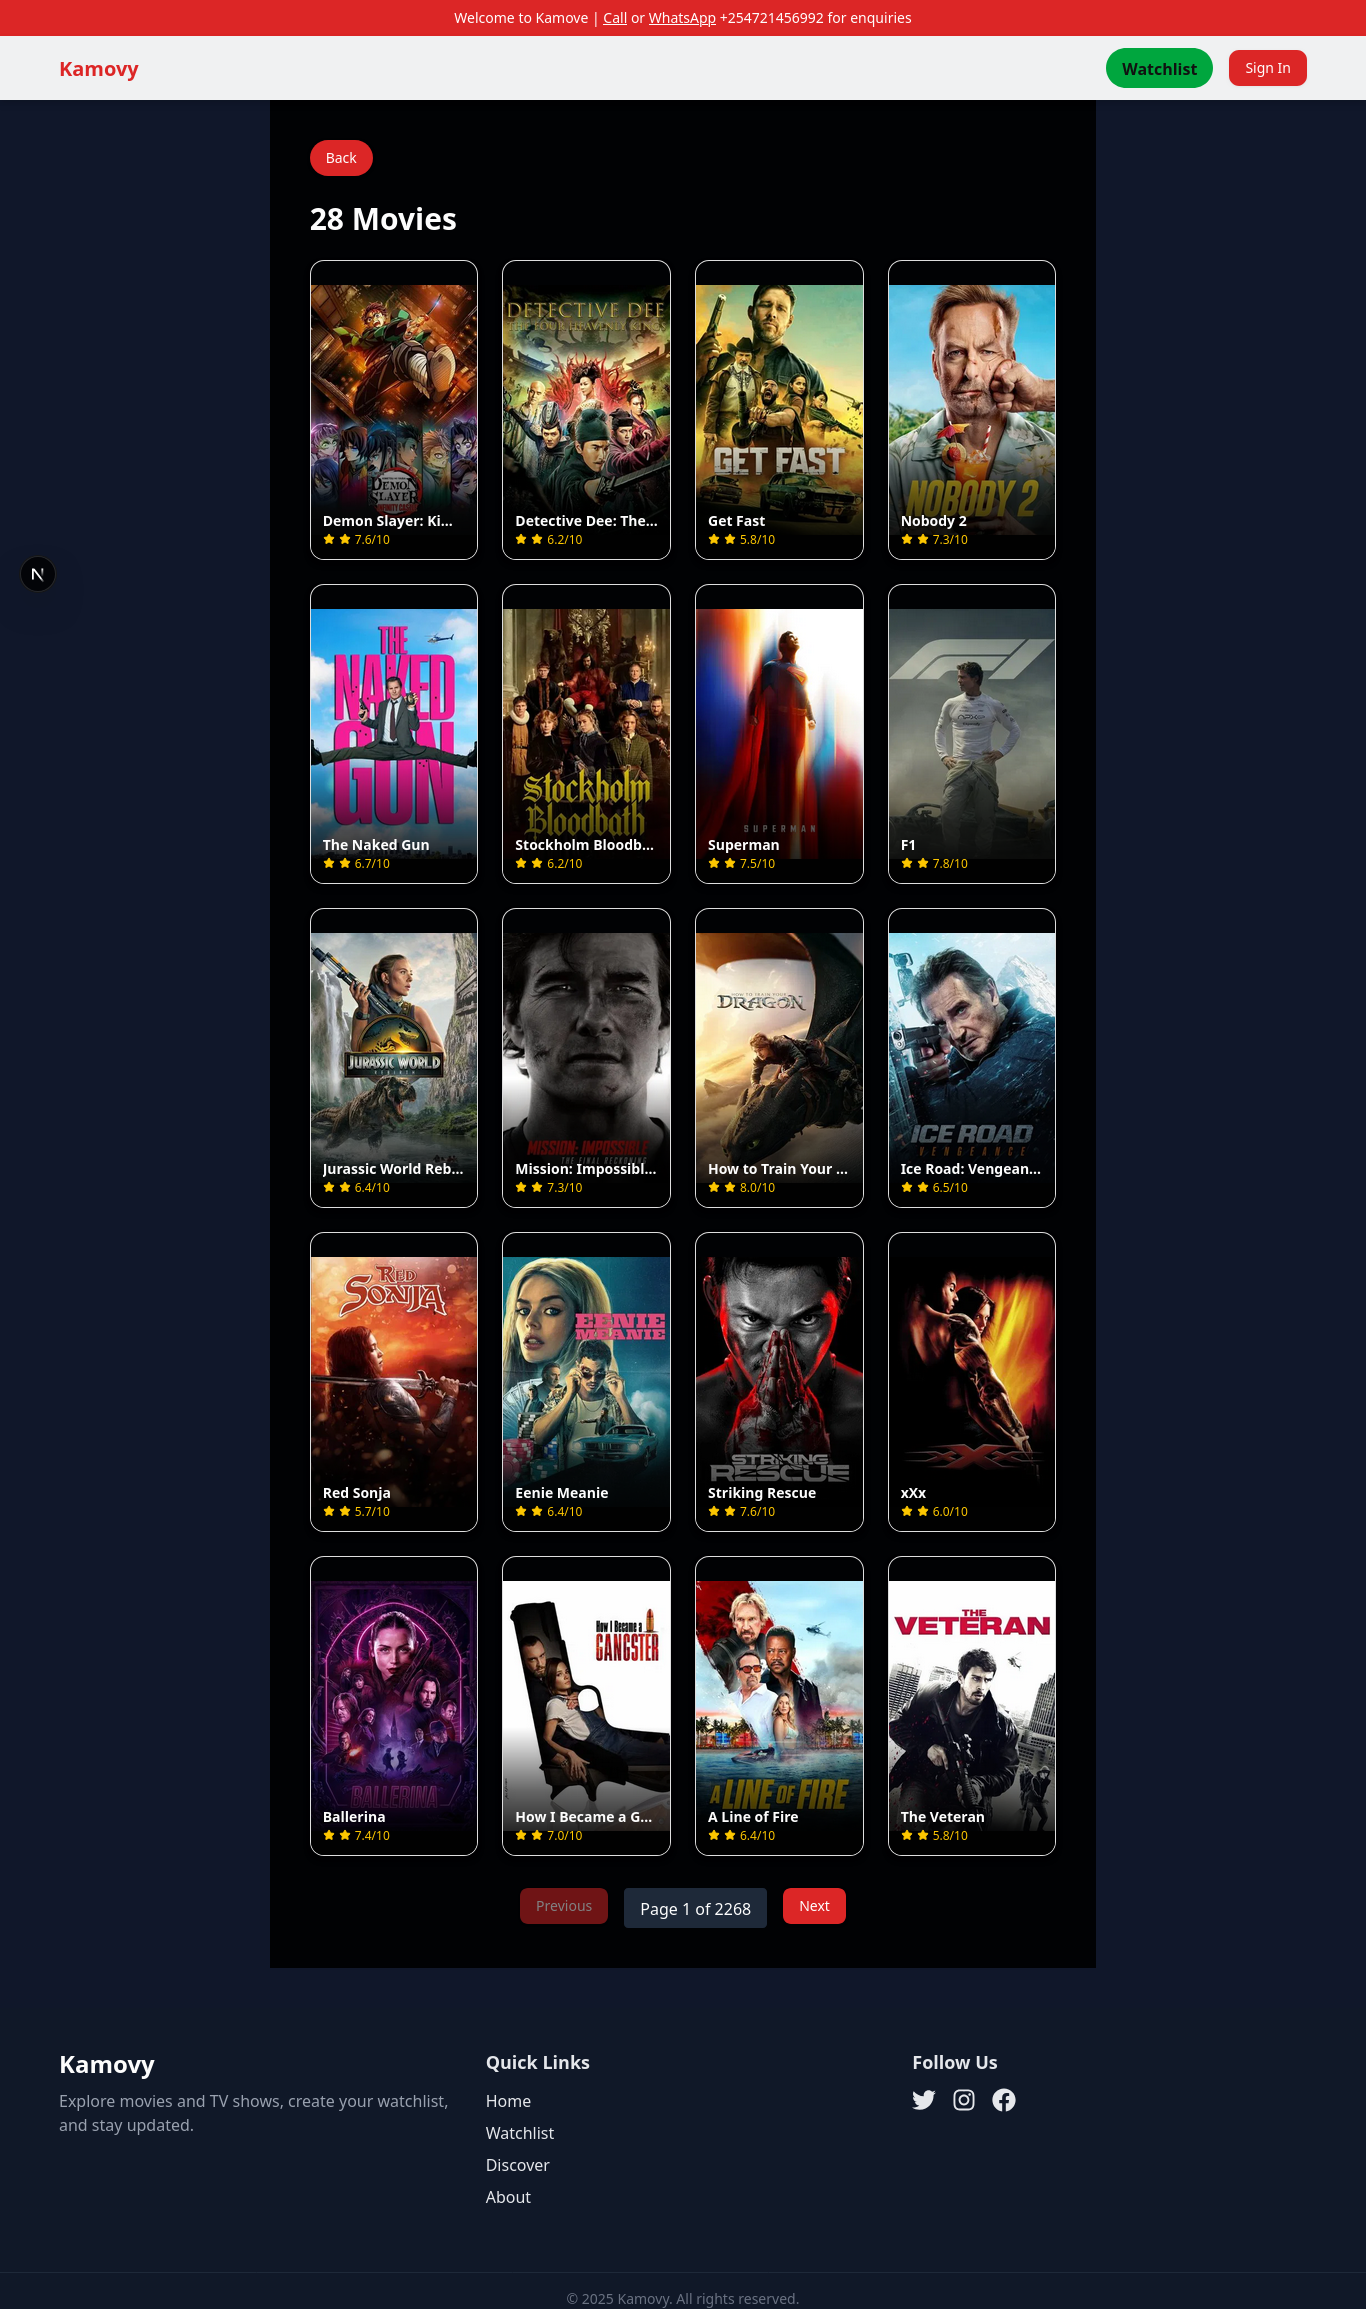 Welcome to Kamove | Call or WhatsApp +254721456992 for enquiries
Kamovy
Watchlist
Sign In
Back
28 Movies
DEMON
SLAYER
Demon Slayer: Ki...
7.6/10
DETECTIVE DEE
THE FOUR HEAVENLY KINGS
Detective Dee: The...
6.2/10
GET FAST
Get Fast
5.8/10
NOBODY 2
Nobody 2
7.3/10
THE
NAKED
GUN
The Naked Gun
6.7/10
Stockholm
Bloodbath
Stockholm Bloodb...
6.2/10
SUPERMAN
Superman
7.5/10
F1
APXGP
F1
7.8/10
JURASSIC WORLD
REBIRTH
Jurassic World Reb...
6.4/10
MISSION: IMPOSSIBLE
THE FINAL RECKONING
Mission: Impossibl...
7.3/10
HOW TO TRAIN YOUR
DRAGON
How to Train Your ...
8.0/10
ICE ROAD
VENGEANCE
Ice Road: Vengean...
6.5/10
RED
SONJA
Red Sonja
5.7/10
EENIE
MEANIE
Eenie Meanie
6.4/10
STRIKING
RESCUE
Striking Rescue
7.6/10
xXx
xXx
6.0/10
BALLERINA
Ballerina
7.4/10
How I Became a
GANGSTER
How I Became a G...
7.0/10
A LINE OF FIRE
A Line of Fire
6.4/10
THE
VETERAN
The Veteran
5.8/10
Previous
Page 1 of 2268
Next
Kamovy
Explore movies and TV shows, create your watchlist,
and stay updated.
Quick Links
Home
Watchlist
Discover
About
Follow Us
© 2025 Kamovy. All rights reserved.